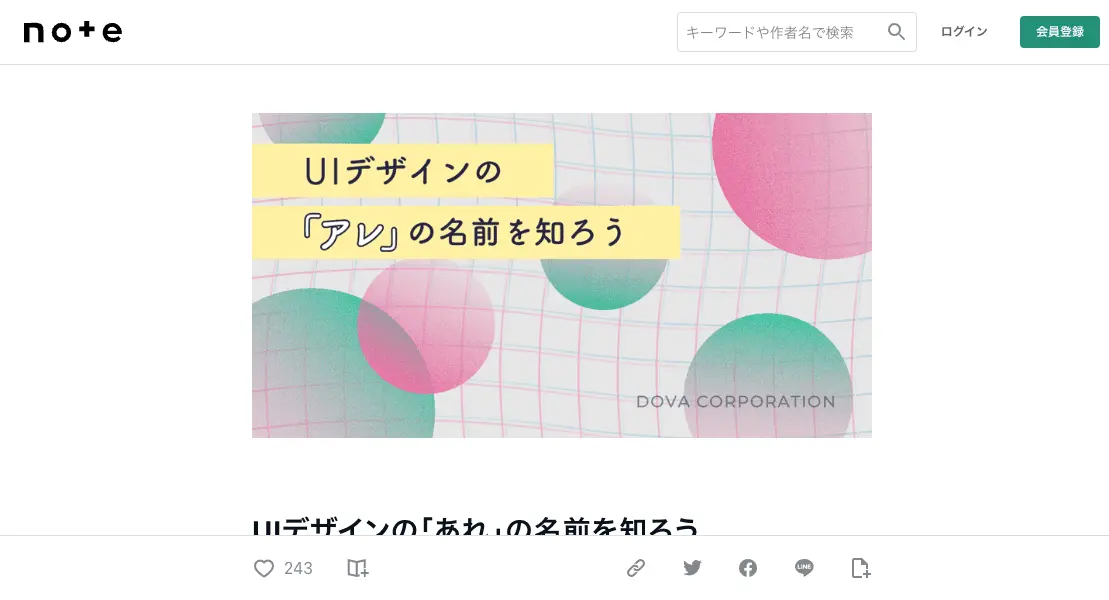 note
キーワードや作者名で検索
ログイン
会員登録
UIデザインの
「アレ」の名前を知ろう
DOVA CORPORATION
UIデザインの「あれ」の名前を知ろう
243
LINE